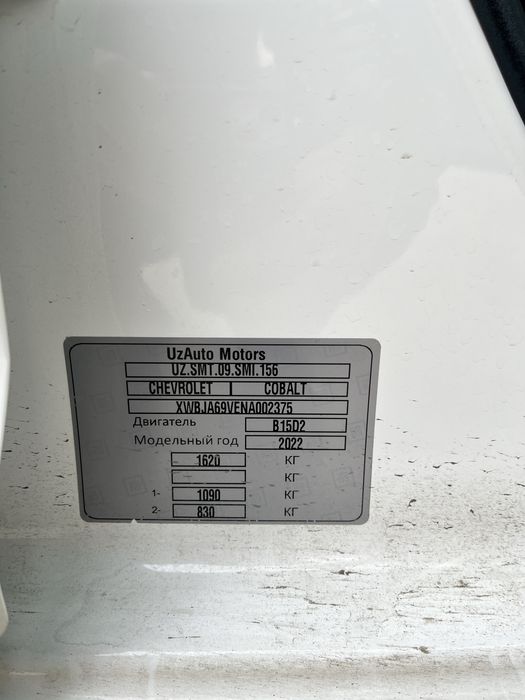 UzAuto Motors
UZ.SMT.09.SMI.156
CHEVROLET COBALT
XWBJA69VENA002375
Двигатель B15D2
Модельный год 2022
1620 КГ
КГ
1- 1090 КГ
2- 830 КГ